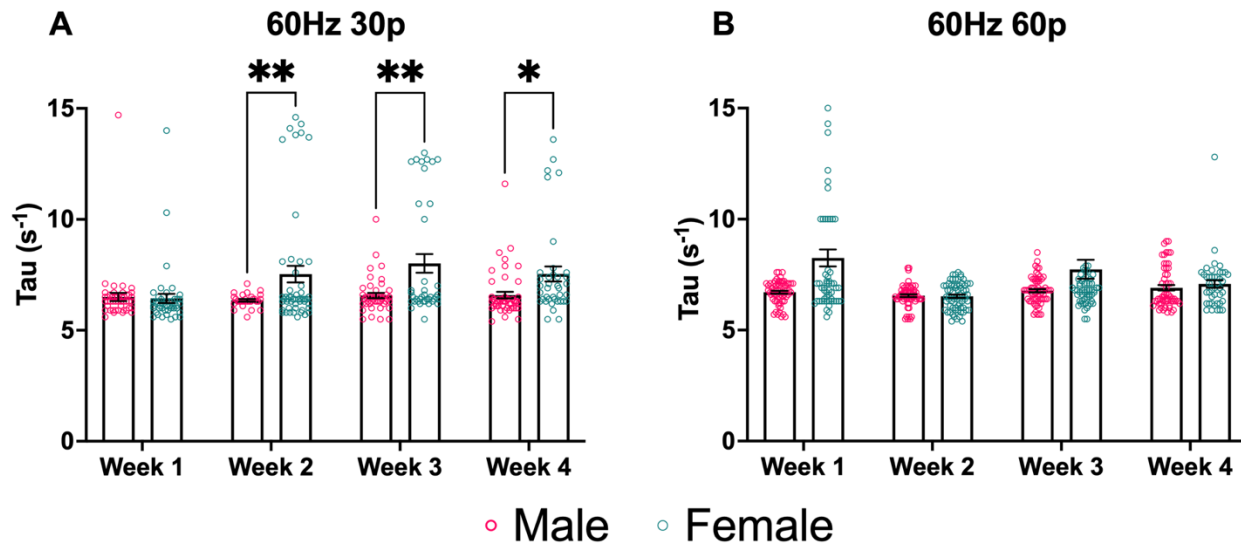 A 60Hz 30p
** ** *
Tau (s⁻¹)
15
10
5
0
Week 1 Week 2 Week 3 Week 4
B 60Hz 60p
Tau (s⁻¹)
15
10
5
0
Week 1 Week 2 Week 3 Week 4
Male Female